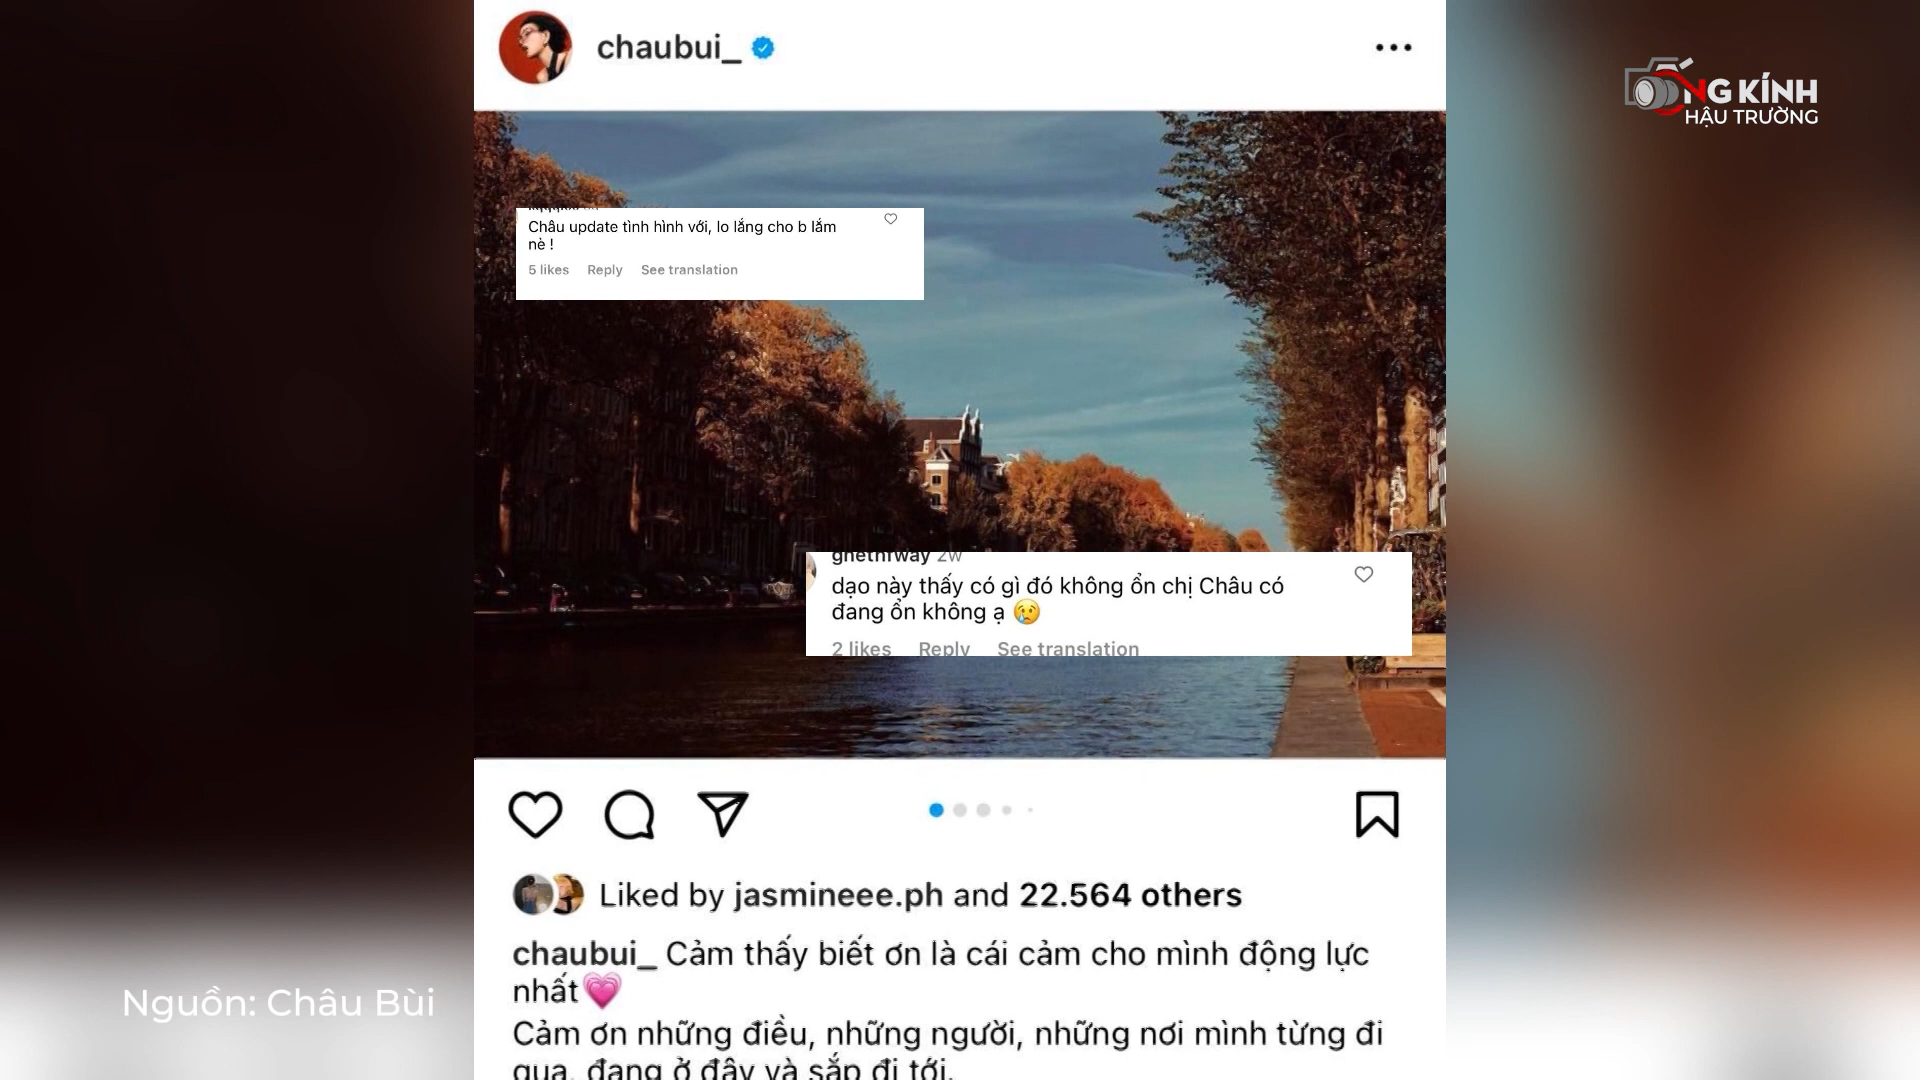 chaubui_
NG KÍNH
HẬU TRƯỜNG
Châu update tình hình với, lo lắng cho b lắm
nè !
5 likes Reply See translation
2w
dạo này thấy có gì đó không ổn chị Châu có
đang ổn không ạ 😢
2 likes Reply See translation
Liked by jasmineee.ph and 22.564 others
chaubui_ Cảm thấy biết ơn là cái cảm cho mình động lực
nhất💗
Cảm ơn những điều, những người, những nơi mình từng đi
qua, đang ở đây và sắp đi tới.
Nguồn: Châu Bùi